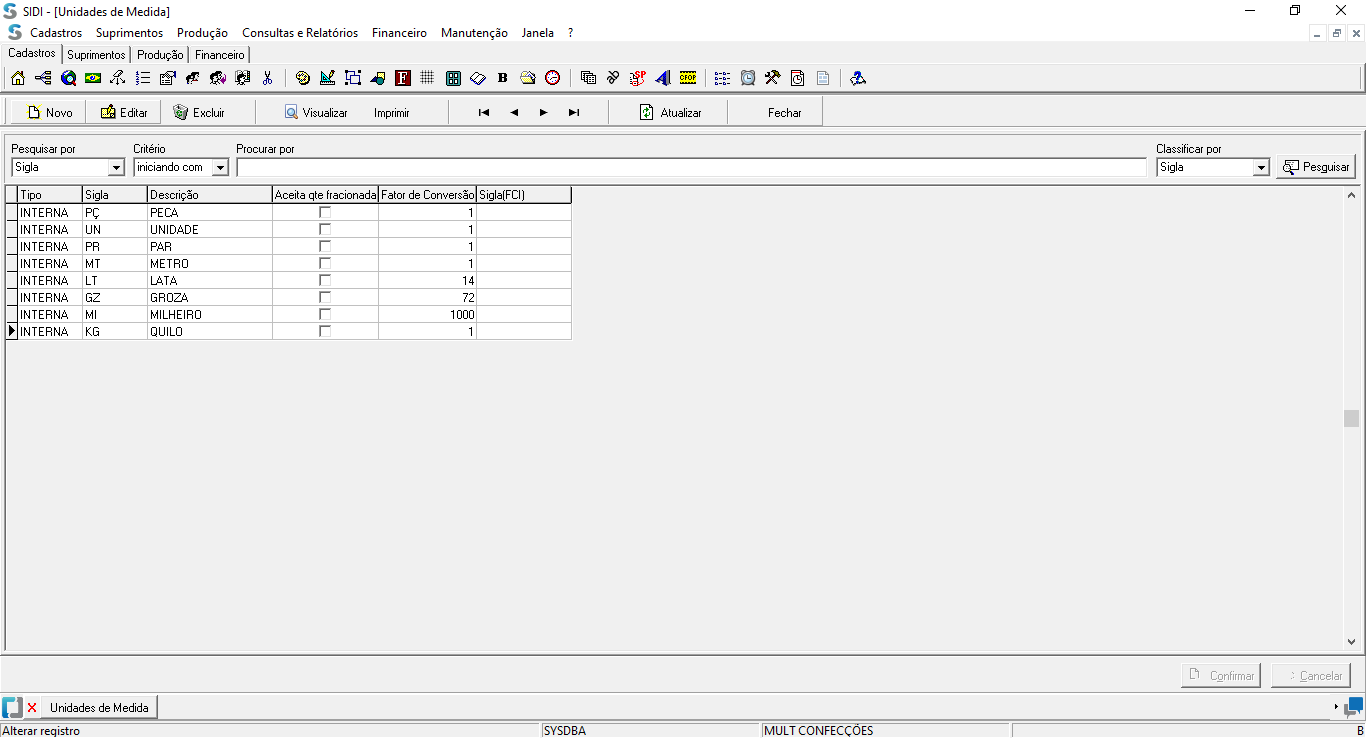 SIDI - [Unidades de Medida]
Cadastros Suprimentos Produção Consultas e Relatórios Financeiro Manutenção Janela ?
Cadastros Suprimentos Produção Financeiro
F B SP CFOP
Novo Editar Excluir Visualizar Imprimir Atualizar Fechar
Pesquisar por Critério Procurar por Classificar por
Sigla iniciando com Sigla Pesquisar
Tipo Sigla Descrição Aceita qte fracionada Fator de Conversão Sigla(FCI)
INTERNA PÇ PECA 1
INTERNA UN UNIDADE 1
INTERNA PR PAR 1
INTERNA MT METRO 1
INTERNA LT LATA 14
INTERNA GZ GROZA 72
INTERNA MI MILHEIRO 1000
INTERNA KG QUILO 1
Confirmar Cancelar
Unidades de Medida
Alterar registro SYSDBA MULT CONFECÇÕES B